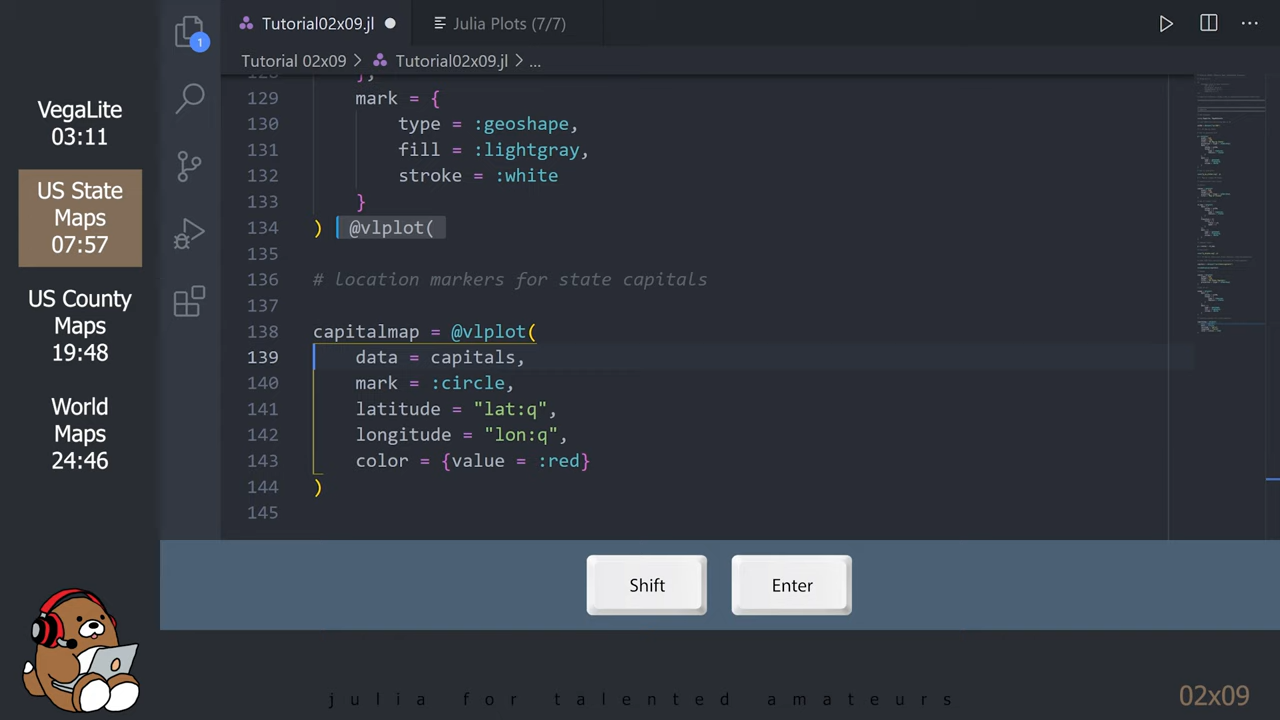 Tutorial02x09.jl
Julia Plots (7/7)
Tutorial 02x09 > Tutorial02x09.jl > ...
1
VegaLite
03:11
US State
Maps
07:57
US County
Maps
19:48
World
Maps
24:46
129 mark = {
130 type = :geoshape,
131 fill = :lightgray,
132 stroke = :white
133 }
134 ) @vlplot(
135
136 # location markers for state capitals
137
138 capitalmap = @vlplot(
139 data = capitals,
140 mark = :circle,
141 latitude = "lat:q",
142 longitude = "lon:q",
143 color = {value = :red}
144 )
145
Shift Enter
julia for talented amateurs
02x09